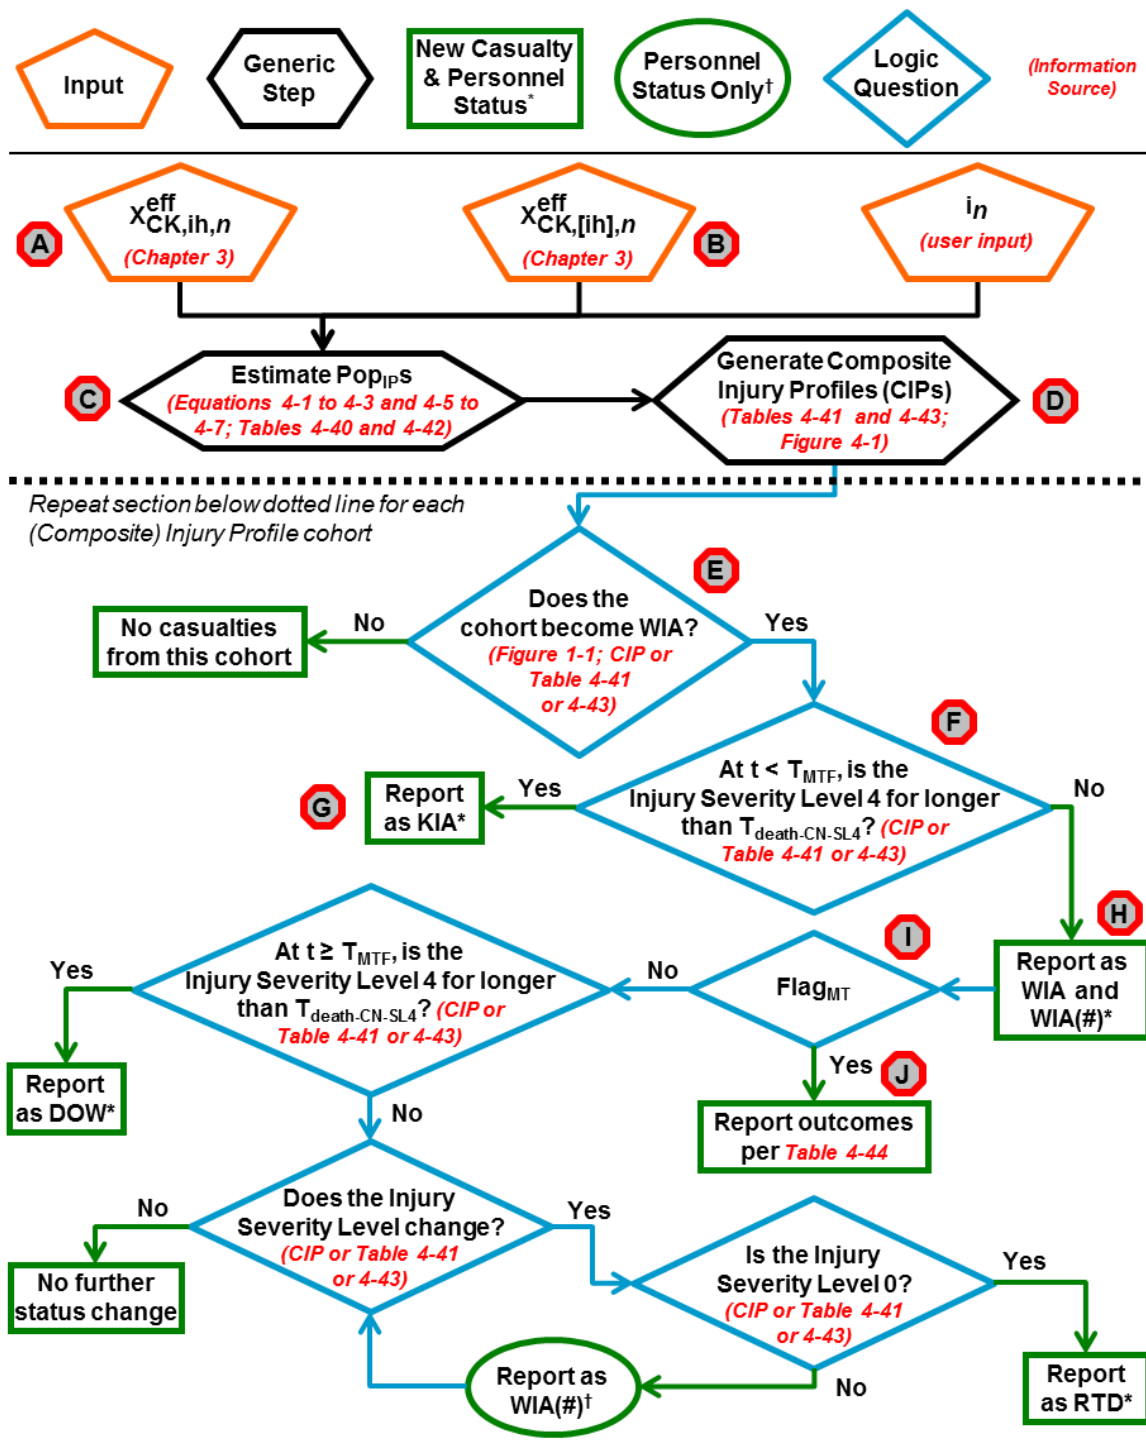 Input
Generic
Step
New Casualty
& Personnel
Status*
Personnel
Status Only†
Logic
Question
(Information
Source)
A
X^eff_CK,ih,n
(Chapter 3)
X^eff_CK,[ih],n
(Chapter 3)
B
i_n
(user input)
C
Estimate Pop_IPs
(Equations 4-1 to 4-3 and 4-5 to
4-7; Tables 4-40 and 4-42)
Generate Composite
Injury Profiles (CIPs)
(Tables 4-41 and 4-43;
Figure 4-1)
D
Repeat section below dotted line for each
(Composite) Injury Profile cohort
E
Does the
cohort become WIA?
(Figure 1-1; CIP or
Table 4-41
or 4-43)
No
Yes
No casualties
from this cohort
F
At t < T_MTF, is the
Injury Severity Level 4 for longer
than T_death-CN-SL4? (CIP or
Table 4-41 or 4-43)
Yes
No
G
Report
as KIA*
H
Report as
WIA and
WIA(#)*
I
Flag_MT
No
Yes
J
Report outcomes
per Table 4-44
At t ≥ T_MTF, is the
Injury Severity Level 4 for longer
than T_death-CN-SL4? (CIP or
Table 4-41 or 4-43)
Yes
No
Report
as DOW*
Does the Injury
Severity Level change?
(CIP or Table 4-41
or 4-43)
No
Yes
No further
status change
Is the Injury
Severity Level 0?
(CIP or Table 4-41
or 4-43)
Yes
No
Report as
WIA(#)†
Report
as RTD*